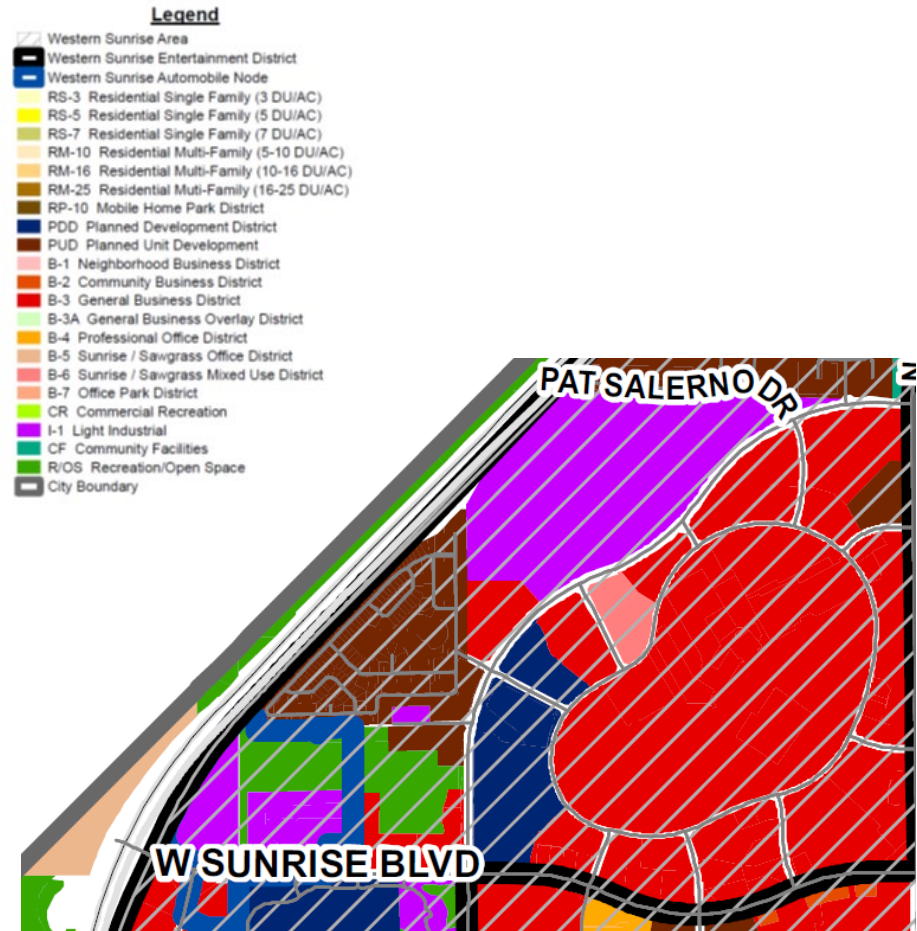 Legend
Western Sunrise Area
Western Sunrise Entertainment District
Western Sunrise Automobile Node
RS-3 Residential Single Family (3 DU/AC)
RS-5 Residential Single Family (5 DU/AC)
RS-7 Residential Single Family (7 DU/AC)
RM-10 Residential Multi-Family (5-10 DU/AC)
RM-16 Residential Multi-Family (10-16 DU/AC)
RM-25 Residential Muti-Family (16-25 DU/AC)
RP-10 Mobile Home Park District
PDD Planned Development District
PUD Planned Unit Development
B-1 Neighborhood Business District
B-2 Community Business District
B-3 General Business District
B-3A General Business Overlay District
B-4 Professional Office District
B-5 Sunrise / Sawgrass Office District
B-6 Sunrise / Sawgrass Mixed Use District
B-7 Office Park District
CR Commercial Recreation
I-1 Light Industrial
CF Community Facilities
R/OS Recreation/Open Space
City Boundary
PAT SALERNO DR
N
W SUNRISE BLVD